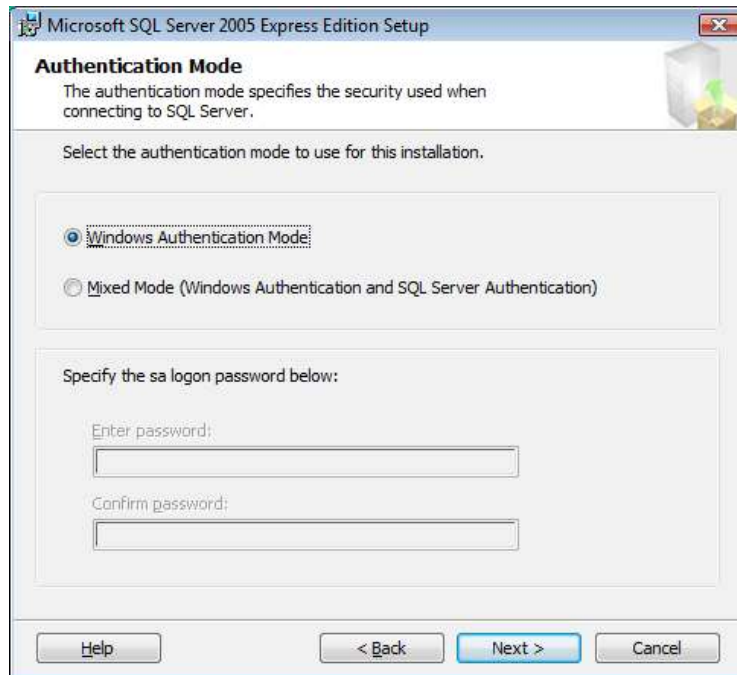 Microsoft SQL Server 2005 Express Edition Setup
Authentication Mode
The authentication mode specifies the security used when
connecting to SQL Server.
Select the authentication mode to use for this installation.
Windows Authentication Mode
Mixed Mode (Windows Authentication and SQL Server Authentication)
Specify the sa logon password below:
Enter password:
Confirm password:
Help
< Back
Next >
Cancel